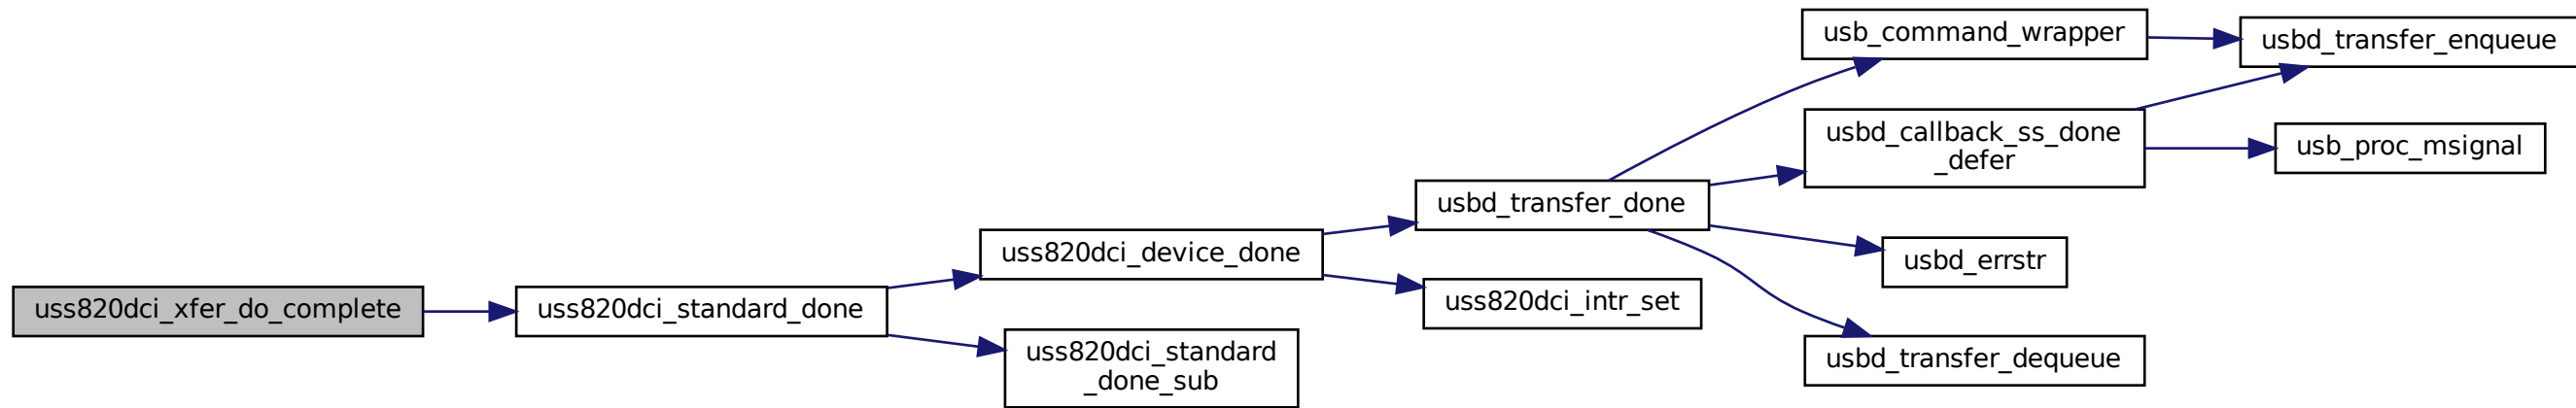 uss820dci_xfer_do_complete
uss820dci_standard_done
uss820dci_device_done
uss820dci_standard
_done_sub
usbd_transfer_done
uss820dci_intr_set
usb_command_wrapper
usbd_callback_ss_done
_defer
usbd_errstr
usbd_transfer_dequeue
usbd_transfer_enqueue
usb_proc_msignal